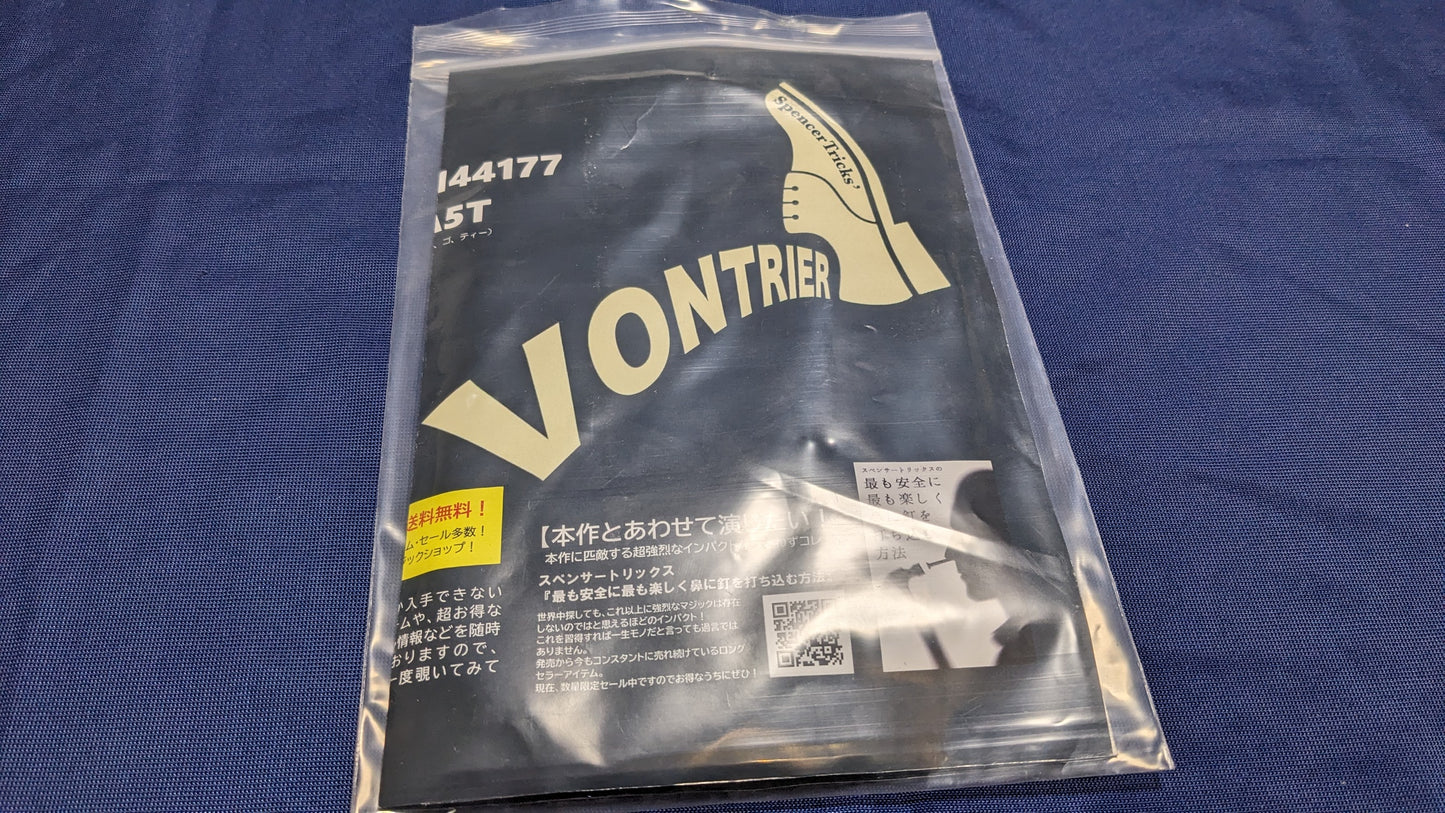 SpencerTricks'
144177
A5T
、ゴ、ティー)
VONTRIER
送料無料！
ム・セール多数！
ックショップ！
入手できない
ムや、超お得な
情報などを随時
おりますので、
一度覗いてみて
【本作とあわせて演じたい！
本作に匹敵する超強烈なインパクト
スペンサートリックス
『最も安全に最も楽しく鼻に釘を打ち込む方法』
世界中探しても、これ以上に強烈なマジックは存在
しないのではと思えるほどのインパクト！
これを習得すれば一生モノだと言っても過言では
ありません。
発売から今もコンスタントに売れ続けているロング
セラーアイテム。
現在、数量限定セール中ですのでお得なうちにぜひ！
スペンサートリックスの
最も安全に
最も楽しく
釘を
方法